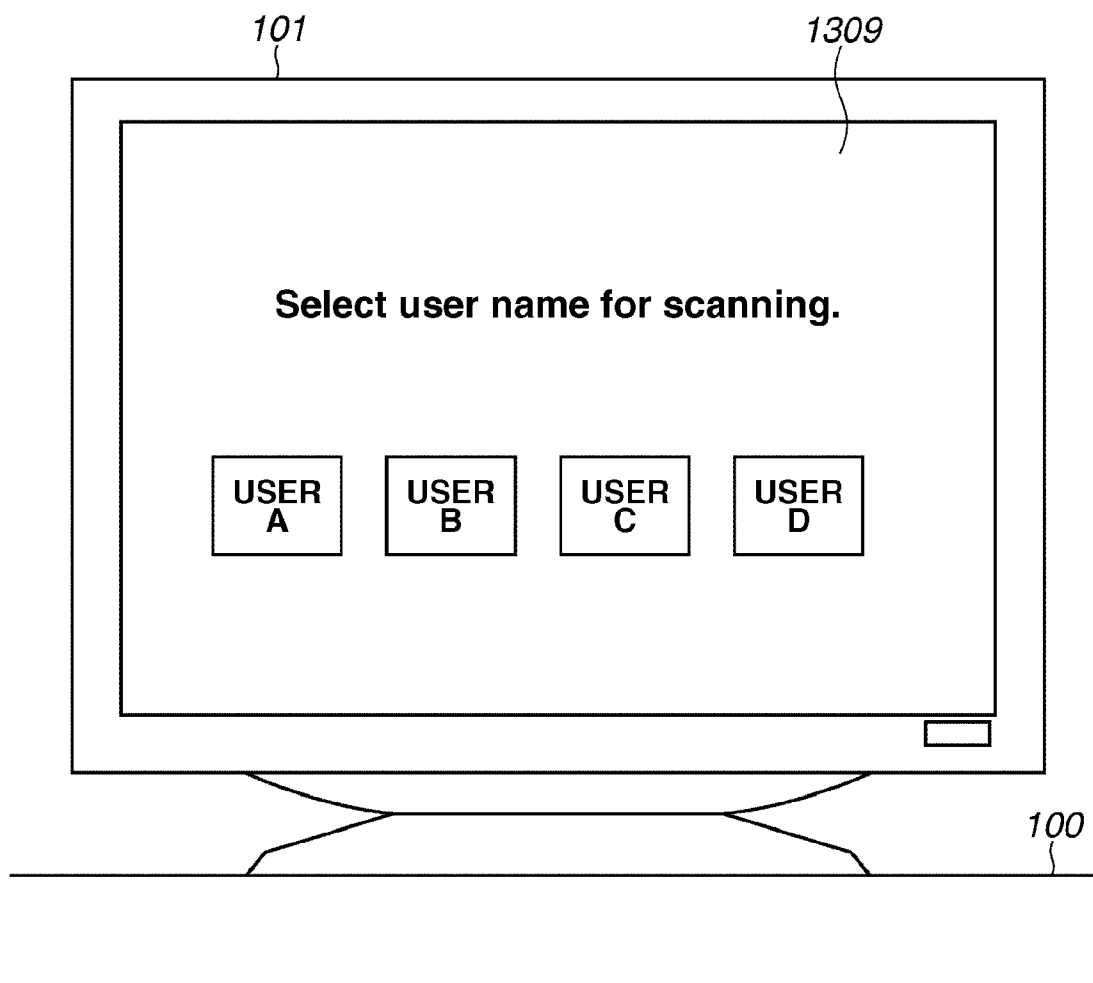 101
1309
Select user name for scanning.
USER
A
USER
B
USER
C
USER
D
100